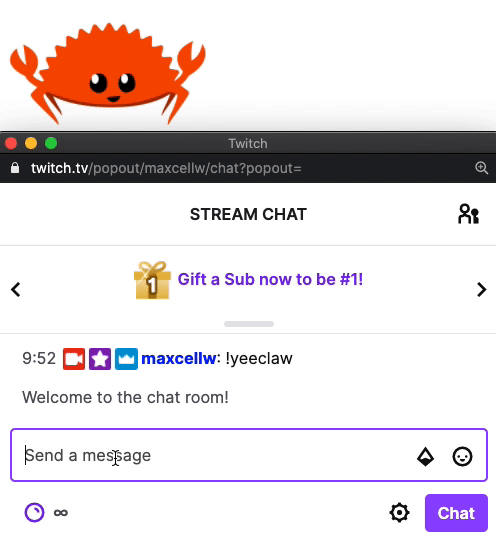 Twitch
twitch.tv/popout/maxcellw/chat?popout=
STREAM CHAT
1 Gift a Sub now to be #1!
9:52 maxcellw: !yeeclaw
Welcome to the chat room!
Send a message
∞
Chat